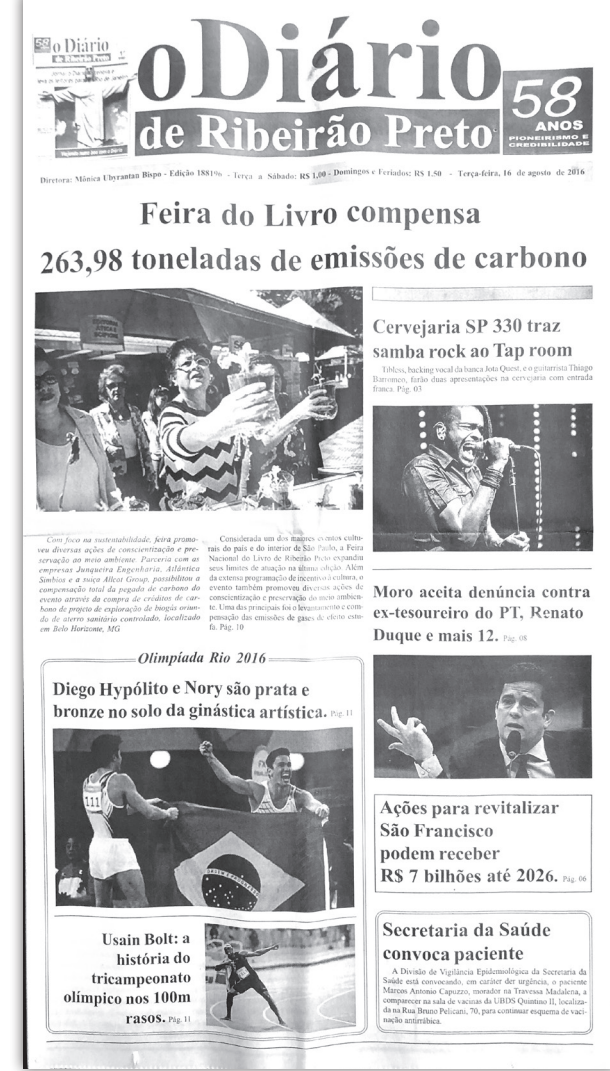 58
o Diário
de Ribeirão Preto
oDiário
de Ribeirão Preto
58
ANOS
PIONEIRISMO E
CREDIBILIDADE
Diretora: Mônica Ubyrantan Bispo - Edição 18819 - Terça a Sábado: R$ 1,00 - Domingos e Feriados: R$ 1,50 - Terça-feira, 16 de agosto de 2016
Feira do Livro compensa
263,98 toneladas de emissões de carbono
Com foco na sustentabilidade, feira promo-
veu diversas ações de conscientização e pre-
servação ao meio ambiente. Parceria com as
empresas Junqueira Engenharia, Atlântica
Simbios e a suíça Allcot Group, possibilitou a
compensação total da pegada de carbono do
evento através da compra de créditos de car-
bono de projeto de exploração de biogás oriun-
do de aterro sanitário controlado, localizado
em Belo Horizonte, MG
Considerada um dos maiores eventos cultu-
rais do país e do interior de São Paulo, a Feira
Nacional do Livro de Ribeirão Preto expandiu
seus limites de atuação na última edição. Além
da extensa programação de incentivo à cultura, o
evento também promoveu diversas ações de
conscientização e preservação do meio ambien-
te. Uma das principais foi o levantamento e com-
pensação das emissões de gases de efeito estu-
fa. Pág. 10
Cervejaria SP 330 traz
samba rock ao Tap room
Tibless, backing vocal da banca Jota Quest, e o guitarrista Thiago
Barromeo, farão duas apresentações na cervejaria com entrada
franca. Pág. 03
Moro aceita denúncia contra
ex-tesoureiro do PT, Renato
Duque e mais 12. Pág. 08
Olimpíada Rio 2016
Diego Hypólito e Nory são prata e
bronze no solo da ginástica artística. Pág. 11
111
Usain Bolt: a
história do
tricampeonato
olímpico nos 100m
rasos. Pág. 11
Ações para revitalizar
São Francisco
podem receber
R$ 7 bilhões até 2026. Pág. 06
Secretaria da Saúde
convoca paciente
A Divisão de Vigilância Epidemiológica da Secretaria da
Saúde está convocando, em caráter de urgência, o paciente
Marcos Antonio Capuzzo, morador na Travessa Madalena, a
comparecer na sala de vacinas da UBDS Quintino II, localiza-
da na Rua Bruno Pelicani, 70, para continuar esquema de vaci-
nação antirrábica.